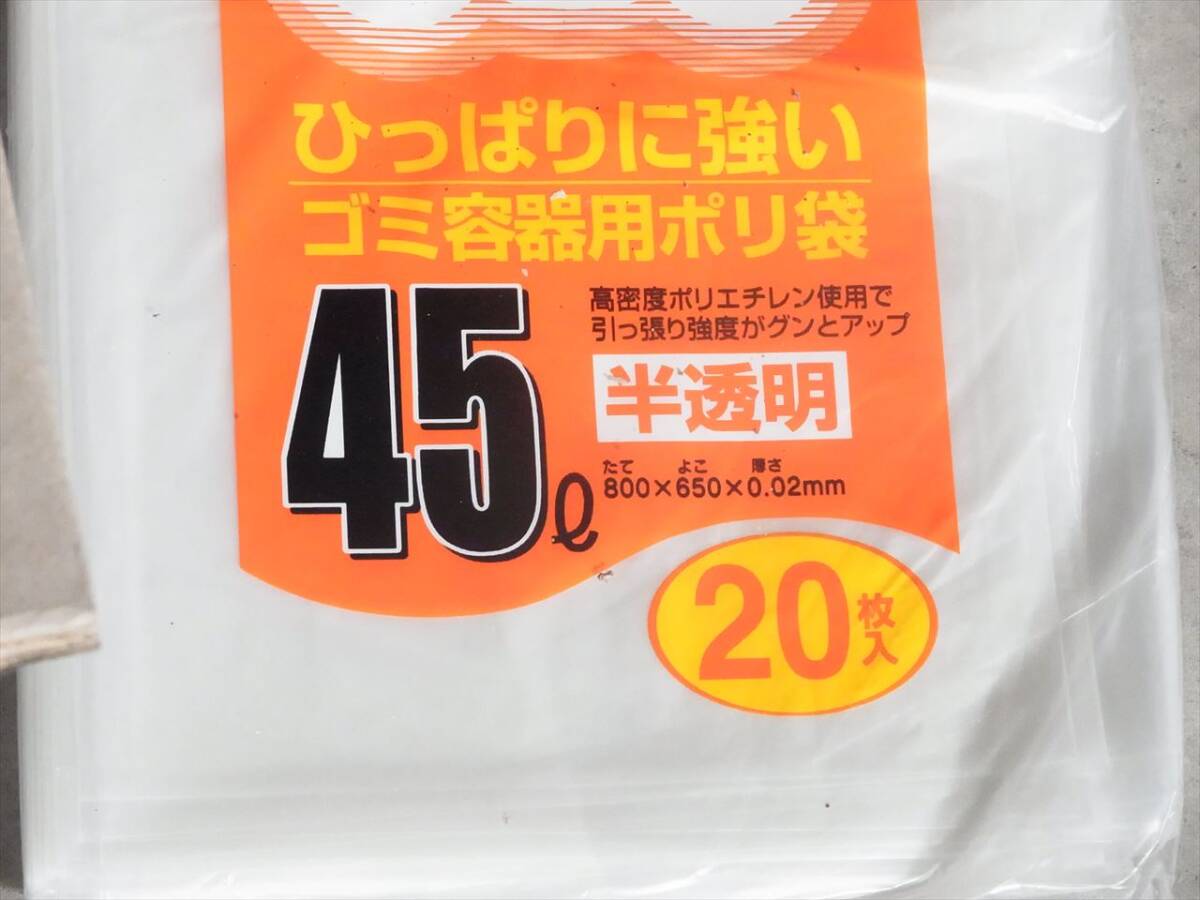 ひっぱりに強い
ゴミ容器用ポリ袋
45ℓ
高密度ポリエチレン使用で
引っ張り強度がグンとアップ
半透明
たて よこ 厚さ
800×650×0.02mm
20枚入